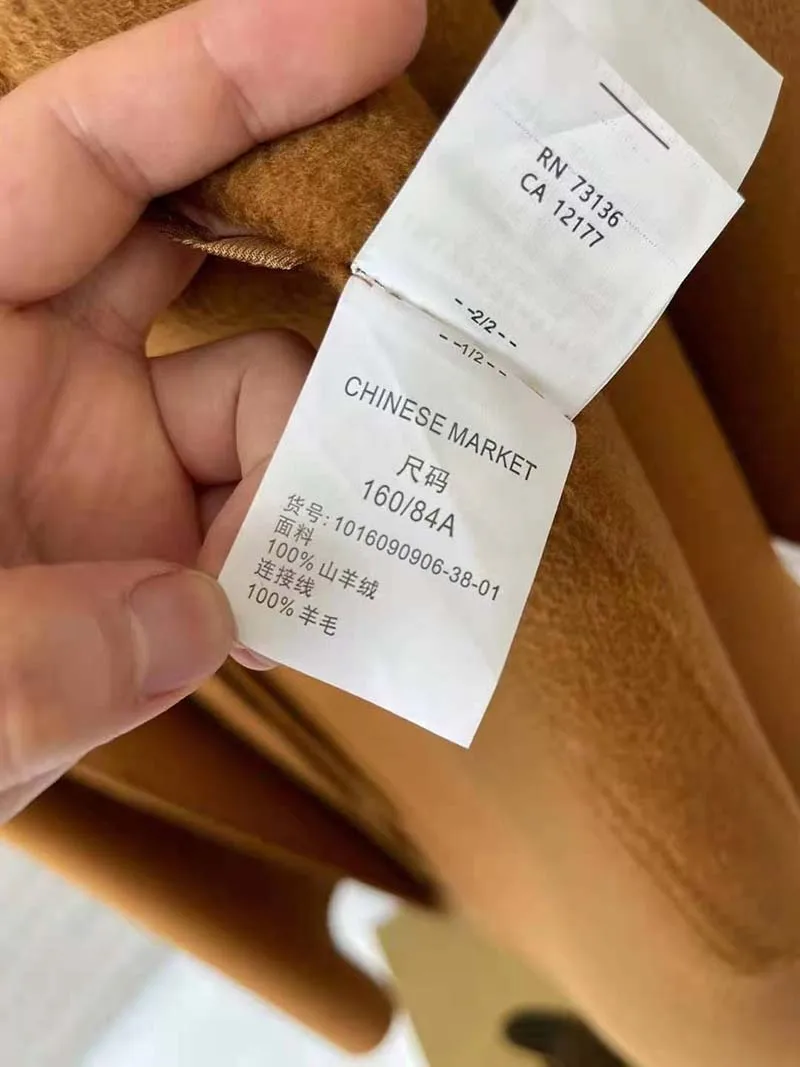 RN 73136
CA 12177
--2/2--
--1/2--
CHINESE MARKET
尺码
160/84A
货号: 1016090906-38-01
面料
100% 山羊绒
连接线
100% 羊毛